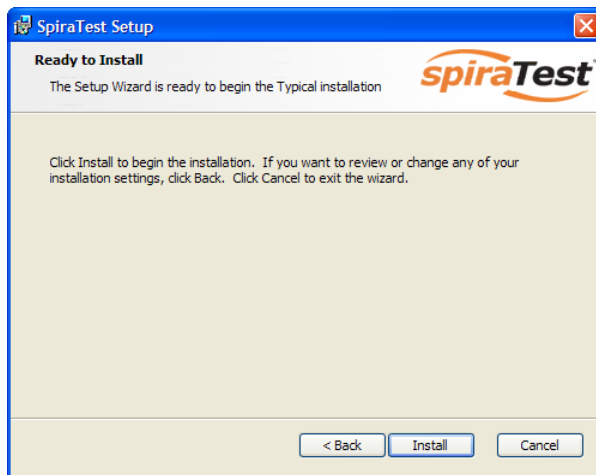 SpiraTest Setup
Ready to Install
The Setup Wizard is ready to begin the Typical installation
spiraTest
Click Install to begin the installation. If you want to review or change any of your
installation settings, click Back. Click Cancel to exit the wizard.
< Back
Install
Cancel